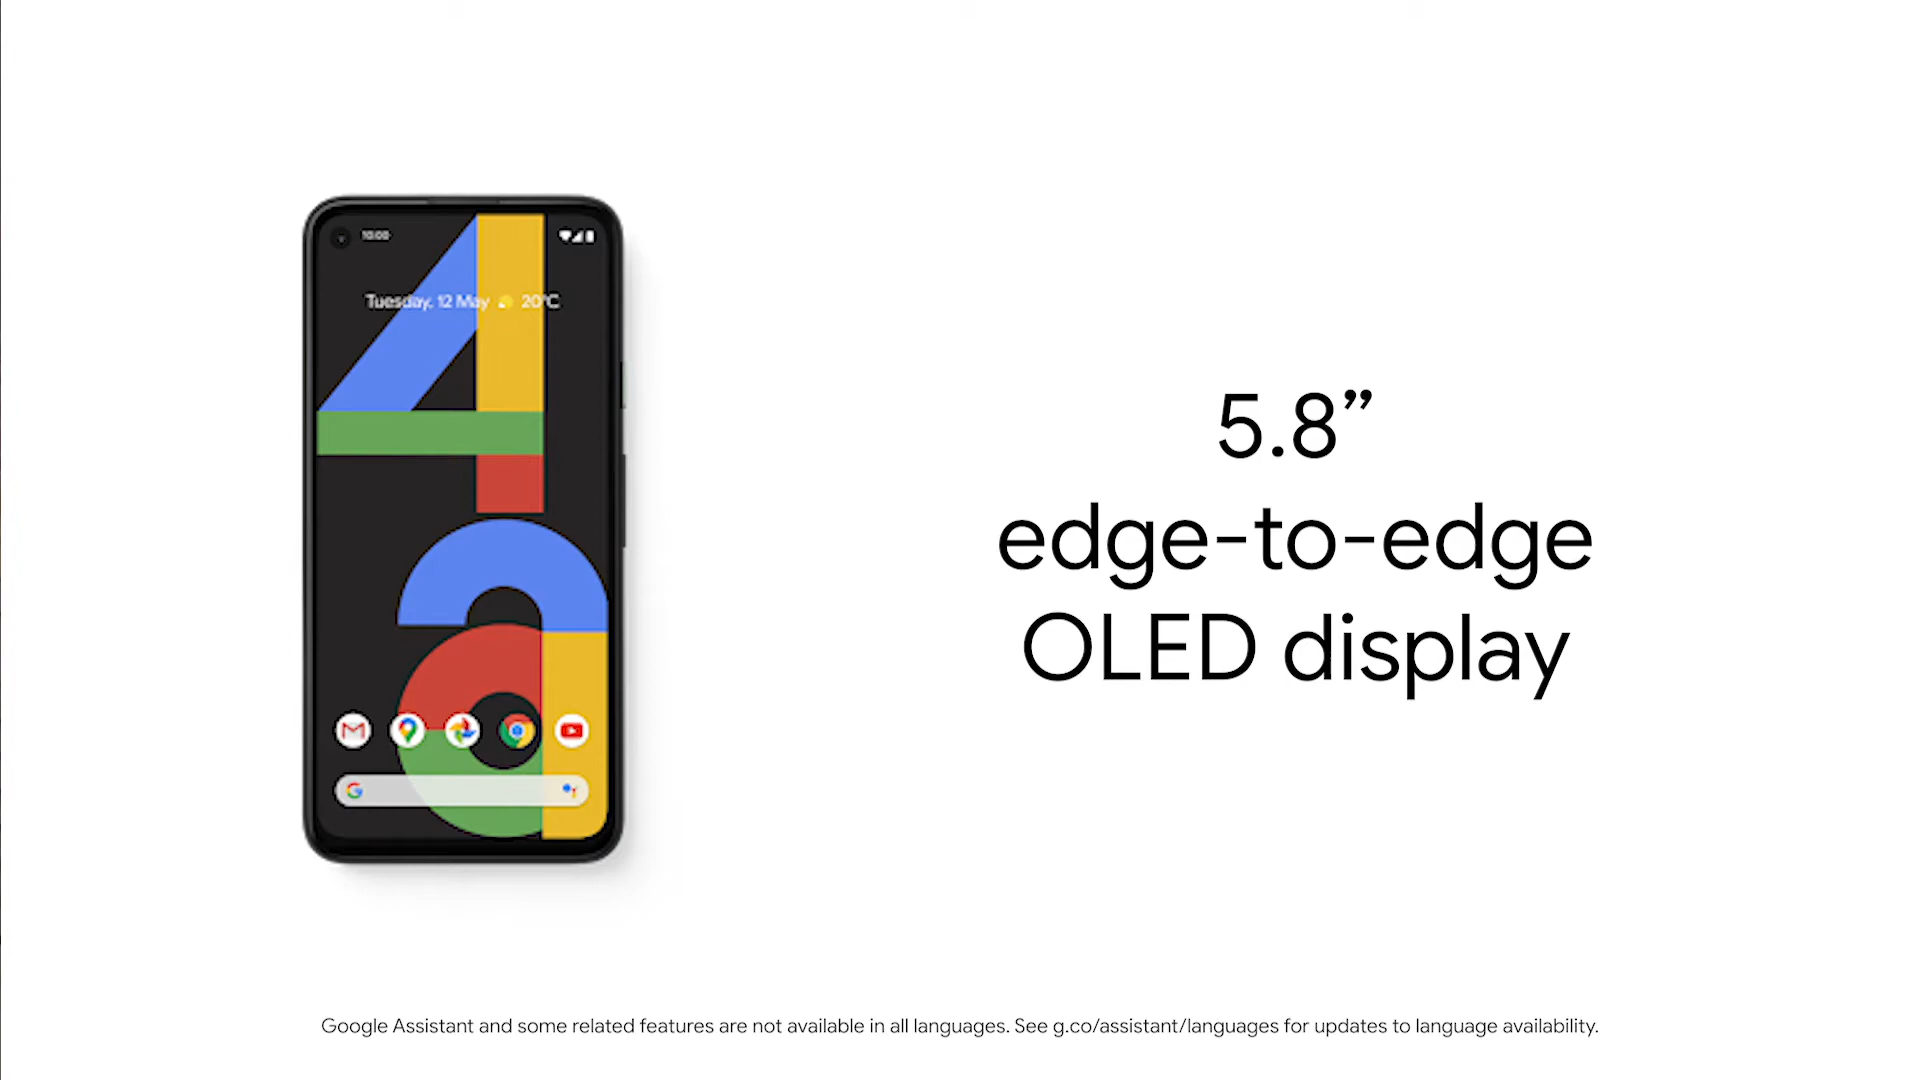 10:00
Tuesday, 12 May 20°C
4a
5.8”
edge-to-edge
OLED display
Google Assistant and some related features are not available in all languages. See g.co/assistant/languages for updates to language availability.